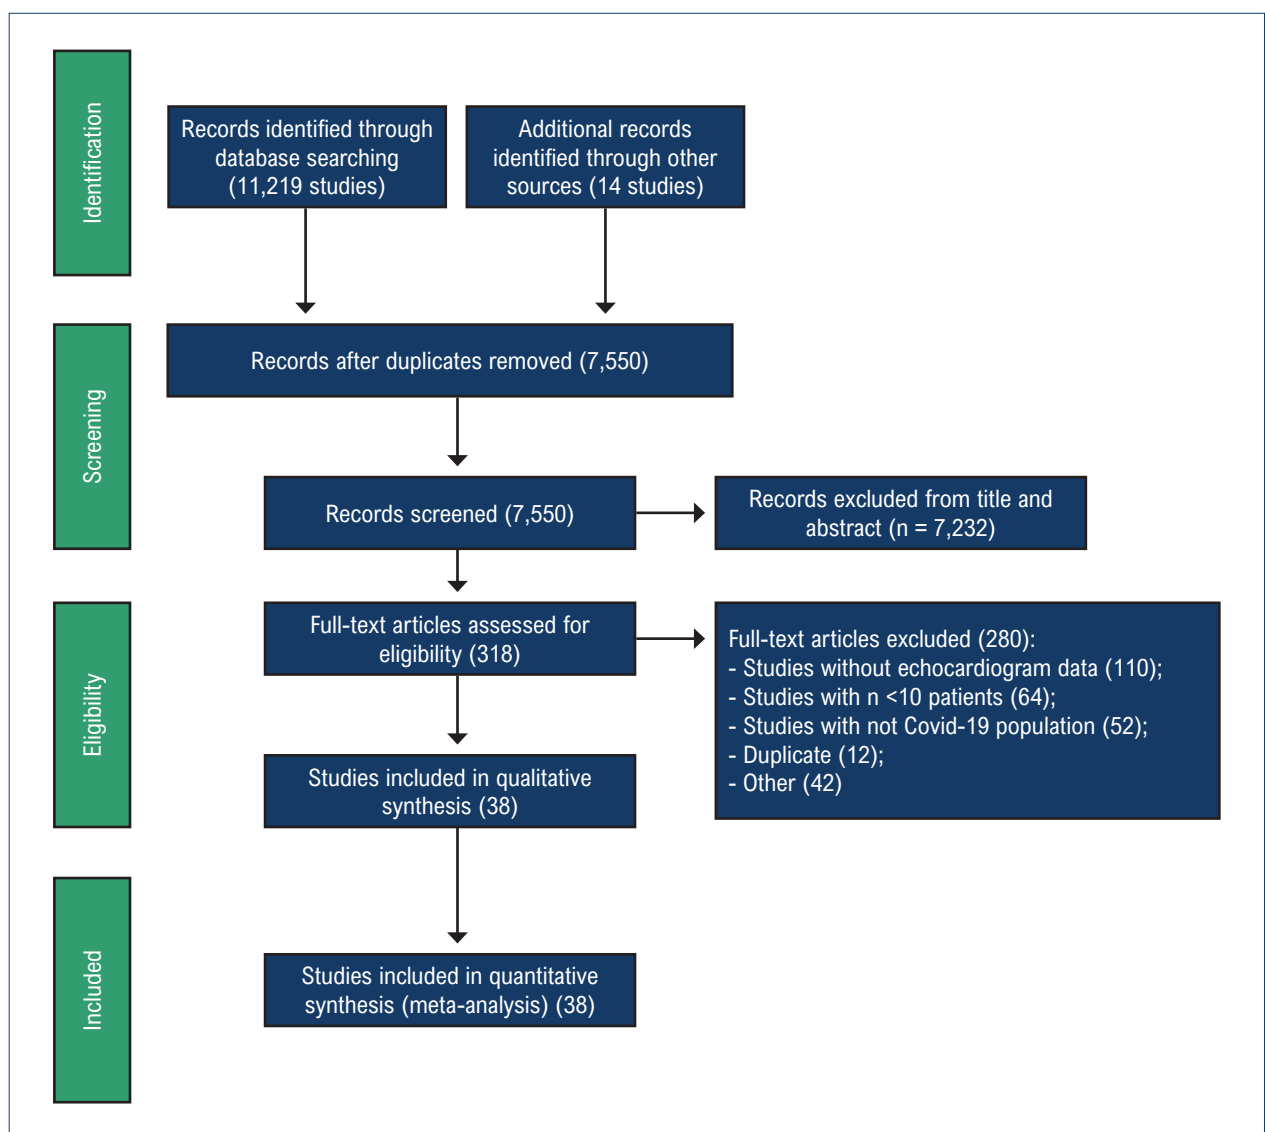 Identification
Records identified through
database searching
(11,219 studies)
Additional records
identified through other
sources (14 studies)
Screening
Records after duplicates removed (7,550)
Records screened (7,550)
Records excluded from title and
abstract (n = 7,232)
Eligibility
Full-text articles assessed for
eligibility (318)
Full-text articles excluded (280):
- Studies without echocardiogram data (110);
- Studies with n <10 patients (64);
- Studies with not Covid-19 population (52);
- Duplicate (12);
- Other (42)
Studies included in qualitative
synthesis (38)
Included
Studies included in quantitative
synthesis (meta-analysis) (38)